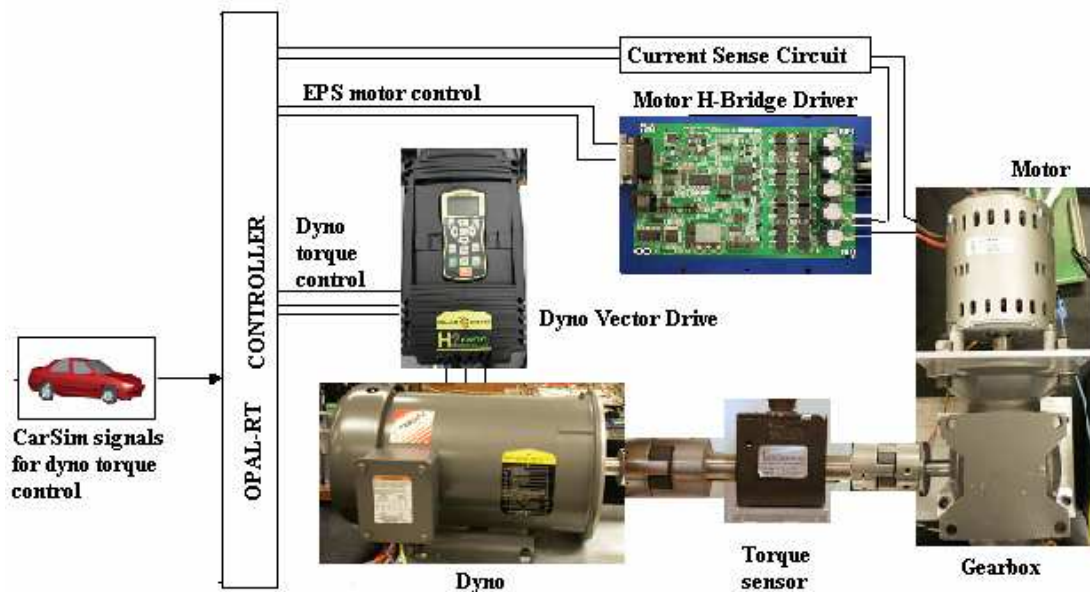 Current Sense Circuit
EPS motor control
Motor H-Bridge Driver
Motor
Dyno
torque
control
OPAL-RT CONTROLLER
Dyno Vector Drive
H2
CarSim signals
for dyno torque
control
Dyno
Torque
sensor
Gearbox